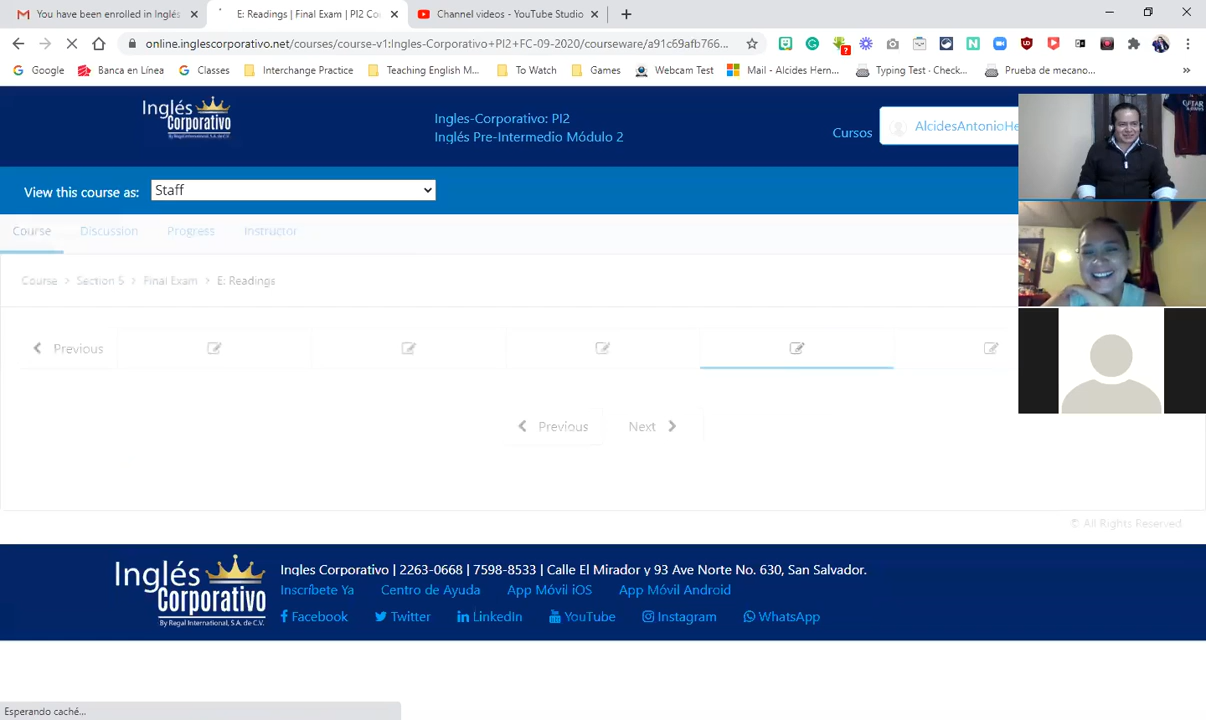 You have been enrolled in Inglés
E: Readings | Final Exam | PI2 Co
Channel videos - YouTube Studio
online.inglescorporativo.net/courses/course-v1:Ingles-Corporativo+PI2+FC-09-2020/courseware/a91c69afb766...
Google
Banca en Línea
Classes
Interchange Practice
Teaching English M...
To Watch
Games
Webcam Test
Mail - Alcides Hern...
Typing Test · Check...
Prueba de mecano...
»
Inglés
Corporativo
By Regal International, S.A. de C.V.
Ingles-Corporativo: PI2
Inglés Pre-Intermedio Módulo 2
Cursos
AlcidesAntonioHe
View this course as:
Staff
Course
Discussion
Progress
Instructor
Course > Section 5 > Final Exam > E: Readings
Previous
Previous
Next
© All Rights Reserved
Inglés
Corporativo
By Regal International, S.A. de C.V.
Ingles Corporativo | 2263-0668 | 7598-8533 | Calle El Mirador y 93 Ave Norte No. 630, San Salvador.
Inscríbete Ya
Centro de Ayuda
App Móvil iOS
App Móvil Android
Facebook
Twitter
LinkedIn
YouTube
Instagram
WhatsApp
Esperando caché...